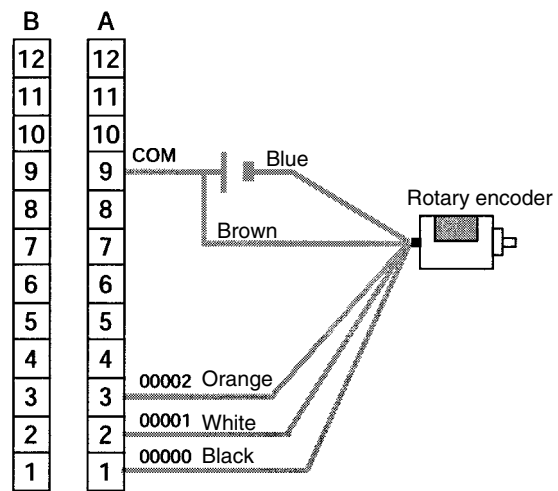 B A
12 12
11 11
10 10
COM
9 9
Blue
8 8
Rotary encoder
7 7
Brown
6 6
5 5
4 4
3 3 00002 Orange
2 2 00001 White
1 1 00000 Black